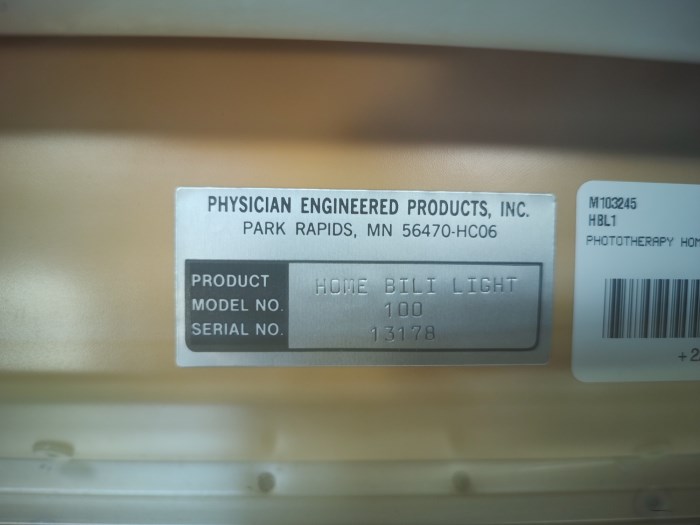 PHYSICIAN ENGINEERED PRODUCTS, INC.
PARK RAPIDS, MN 56470-HC06
PRODUCT HOME BILI LIGHT
MODEL NO. 100
SERIAL NO. 13178
M103245
HBL1
PHOTOTHERAPY
+2